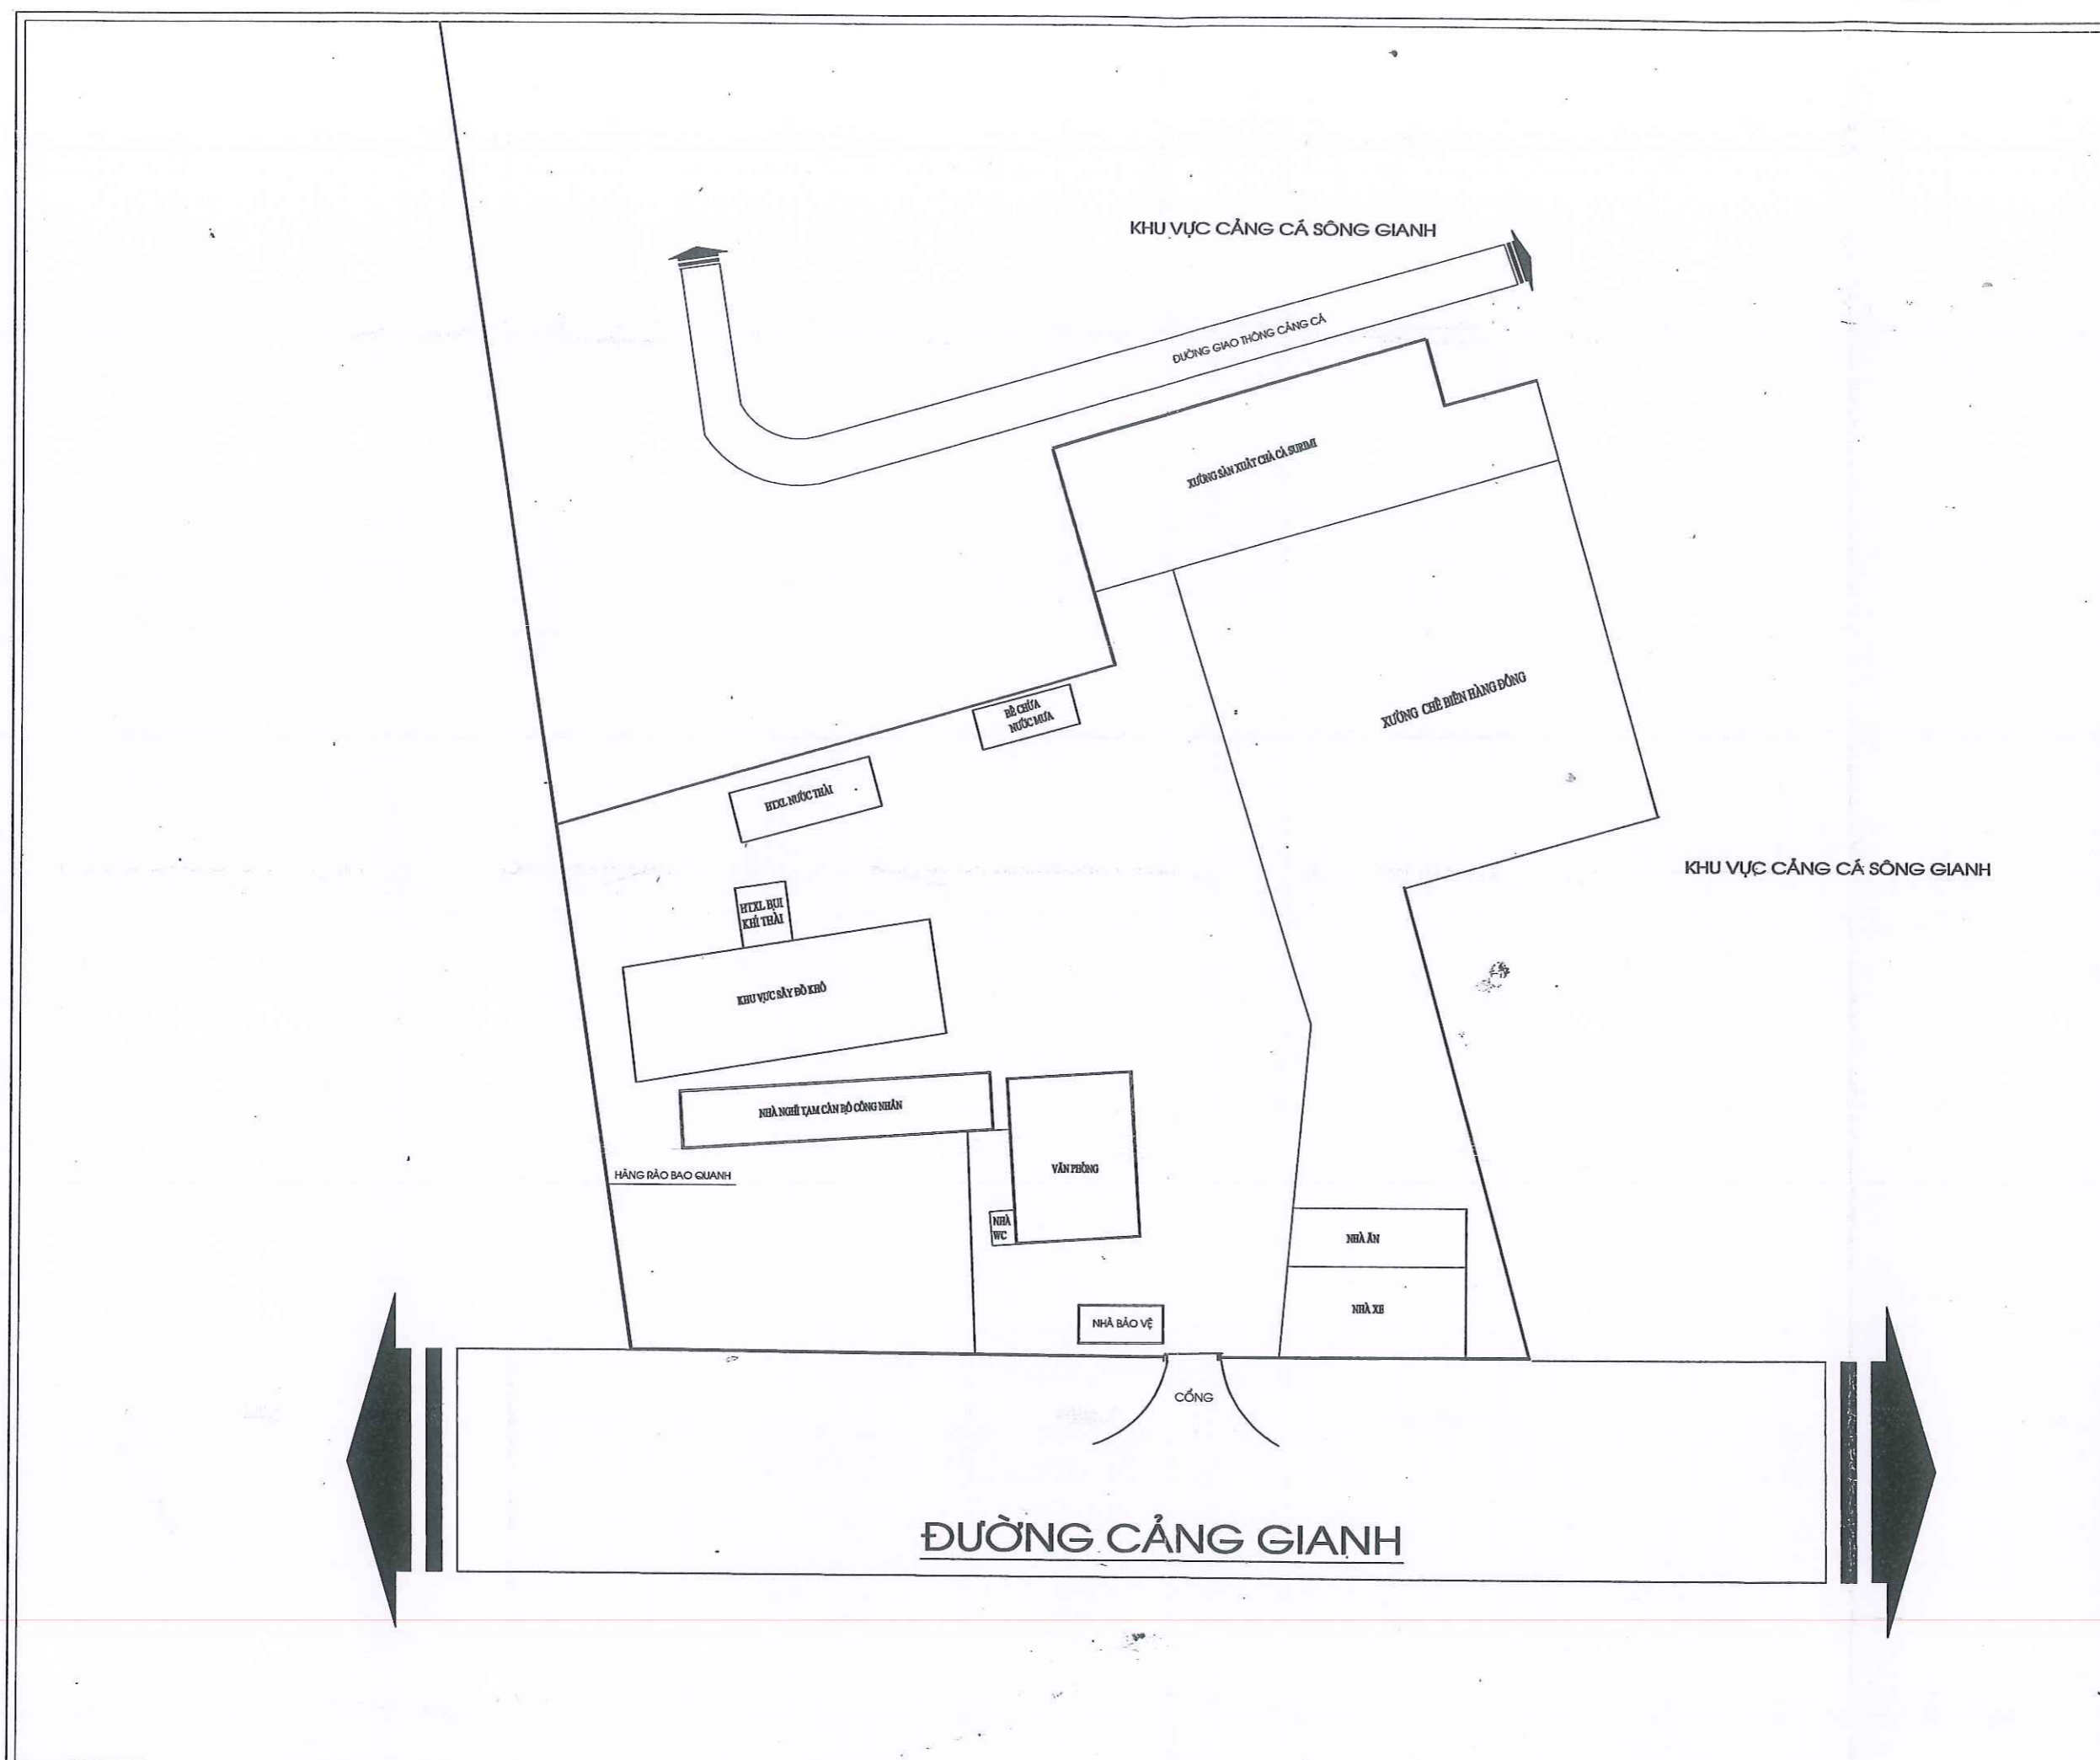 KHU VỰC CẢNG CÁ SÔNG GIANH
ĐƯỜNG GIAO THÔNG CẢNG CÁ
XƯỞNG SẢN XUẤT CHẢ CÁ SURIMI
XƯỞNG CHẾ BIẾN HÀNG ĐÔNG
BỂ CHỨA
NƯỚC MƯA
HTXL NƯỚC THẢI
KHU VỰC CẢNG CÁ SÔNG GIANH
HTXL BỤI
KHÍ THẢI
KHU VỰC SẤY ĐỒ KHÔ
NHÀ NGHỈ TẠM CÁN BỘ CÔNG NHÂN
VĂN PHÒNG
HÀNG RÀO BAO QUANH
NHÀ
WC
NHÀ ĂN
NHÀ XE
NHÀ BẢO VỆ
CỔNG
ĐƯỜNG CẢNG GIANH